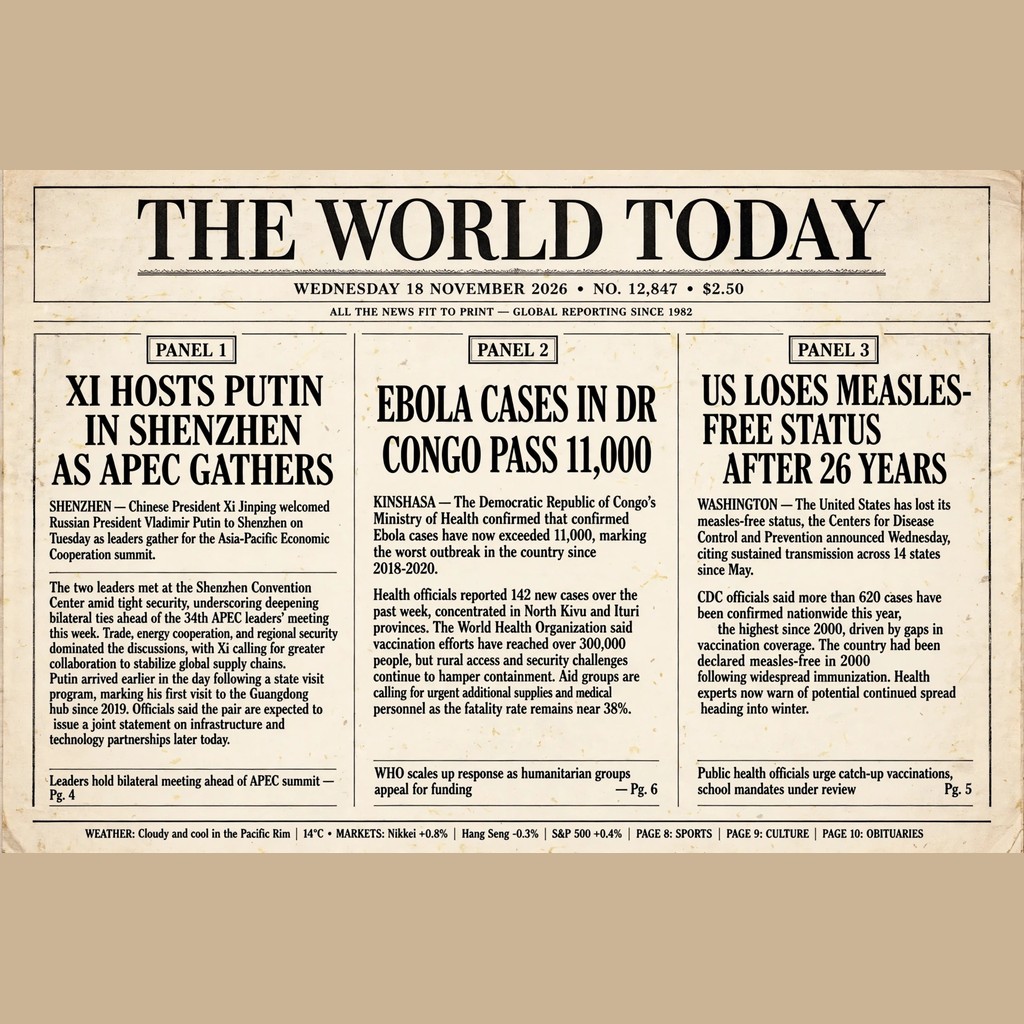 THE WORLD TODAY
WEDNESDAY 18 NOVEMBER 2026 • NO. 12,847 • $2.50
ALL THE NEWS FIT TO PRINT — GLOBAL REPORTING SINCE 1982
PANEL 1
XI HOSTS PUTIN
IN SHENZHEN
AS APEC GATHERS
SHENZHEN — Chinese President Xi Jinping welcomed
Russian President Vladimir Putin to Shenzhen on
Tuesday as leaders gather for the Asia-Pacific Economic
Cooperation summit.
The two leaders met at the Shenzhen Convention
Center amid tight security, underscoring deepening
bilateral ties ahead of the 34th APEC leaders' meeting
this week. Trade, energy cooperation, and regional security
dominated the discussions, with Xi calling for greater
collaboration to stabilize global supply chains.
Putin arrived earlier in the day following a state visit
program, marking his first visit to the Guangdong
hub since 2019. Officials said the pair are expected to
issue a joint statement on infrastructure and
technology partnerships later today.
Leaders hold bilateral meeting ahead of APEC summit —
Pg. 4
PANEL 2
EBOLA CASES IN DR
CONGO PASS 11,000
KINSHASA — The Democratic Republic of Congo's
Ministry of Health confirmed that confirmed
Ebola cases have now exceeded 11,000, marking
the worst outbreak in the country since
2018-2020.
Health officials reported 142 new cases over the
past week, concentrated in North Kivu and Ituri
provinces. The World Health Organization said
vaccination efforts have reached over 300,000
people, but rural access and security challenges
continue to hamper containment. Aid groups are
calling for urgent additional supplies and medical
personnel as the fatality rate remains near 38%.
WHO scales up response as humanitarian groups
appeal for funding — Pg. 6
PANEL 3
US LOSES MEASLES-
FREE STATUS
AFTER 26 YEARS
WASHINGTON — The United States has lost its
measles-free status, the Centers for Disease
Control and Prevention announced Wednesday,
citing sustained transmission across 14 states
since May.
CDC officials said more than 620 cases have
been confirmed nationwide this year,
the highest since 2000, driven by gaps in
vaccination coverage. The country had been
declared measles-free in 2000
following widespread immunization. Health
experts now warn of potential continued spread
heading into winter.
Public health officials urge catch-up vaccinations,
school mandates under review Pg. 5
WEATHER: Cloudy and cool in the Pacific Rim | 14°C • MARKETS: Nikkei +0.8% | Hang Seng -0.3% | S&P 500 +0.4% | PAGE 8: SPORTS | PAGE 9: CULTURE | PAGE 10: OBITUARIES